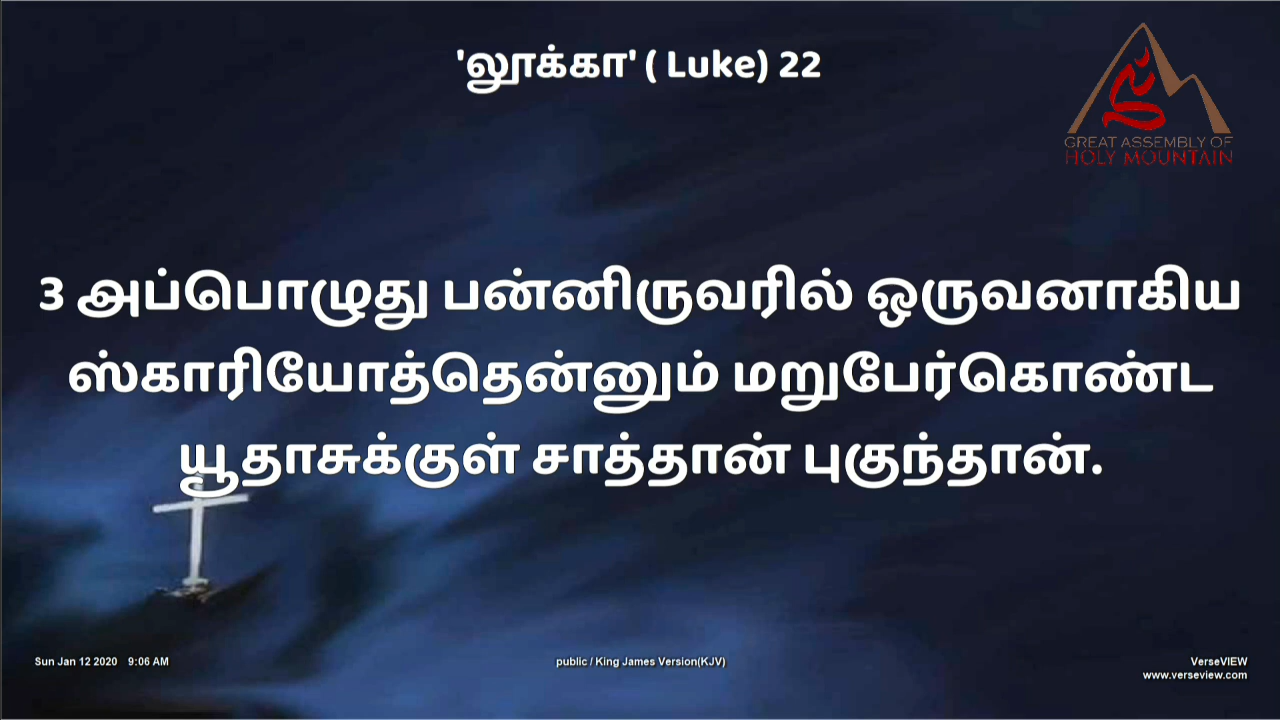 'லூக்கா' ( Luke) 22
GREAT ASSEMBLY OF
HOLY MOUNTAIN
3 அப்பொழுது பன்னிருவரில் ஒருவனாகிய
ஸ்காரியோத்தென்னும் மறுபேர்கொண்ட
யூதாசுக்குள் சாத்தான் புகுந்தான்.
Sun Jan 12 2020 9:06 AM
public / King James Version(KJV)
VerseVIEW
www.verseview.com